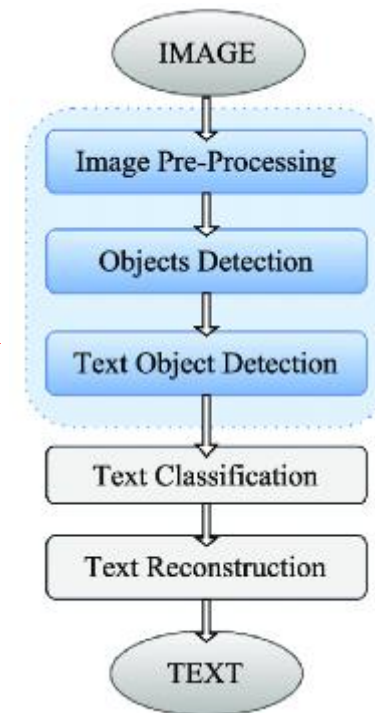 IMAGE
Image Pre-Processing
Objects Detection
Text Object Detection
Text Classification
Text Reconstruction
TEXT